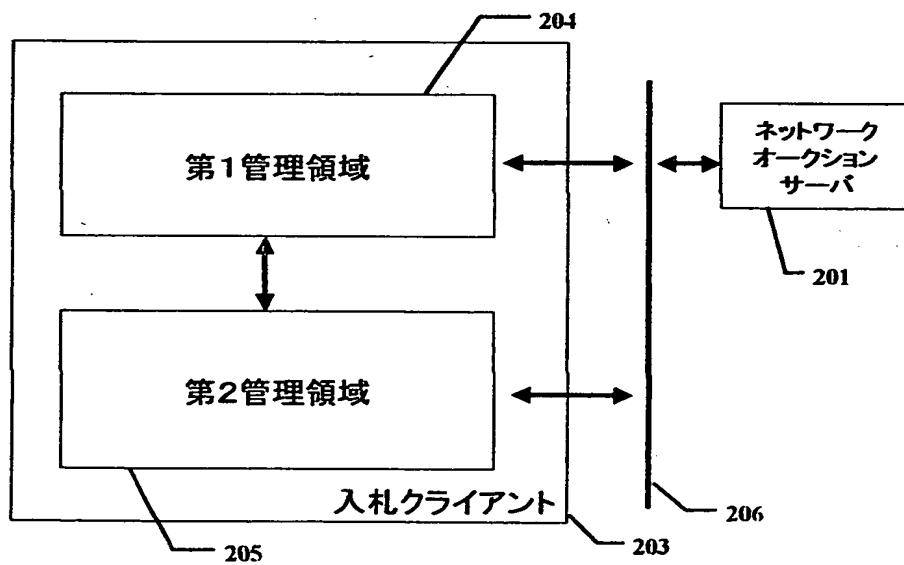 204
第1管理領域
ネットワーク
オークション
サーバ
201
第2管理領域
入札クライアント
206
203
205